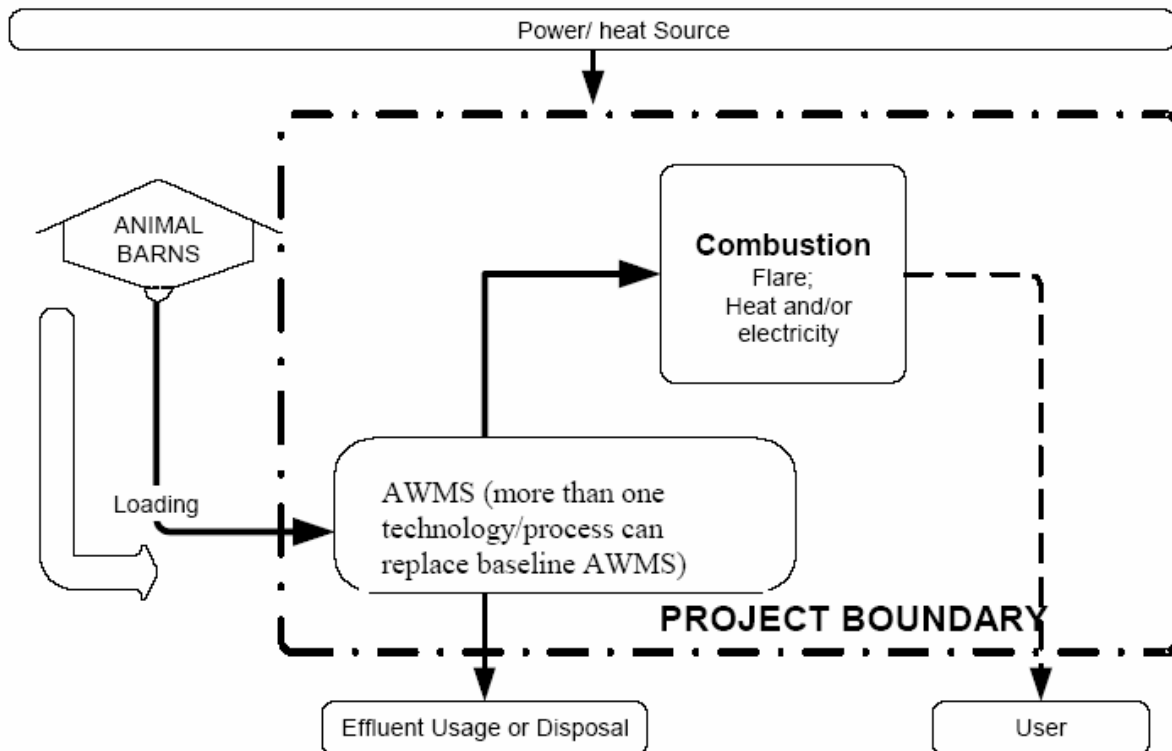 Power/ heat Source
ANIMAL
BARNS
Combustion
Flare;
Heat and/or
electricity
Loading
AWMS (more than one
technology/process can
replace baseline AWMS)
PROJECT BOUNDARY
Effluent Usage or Disposal
User